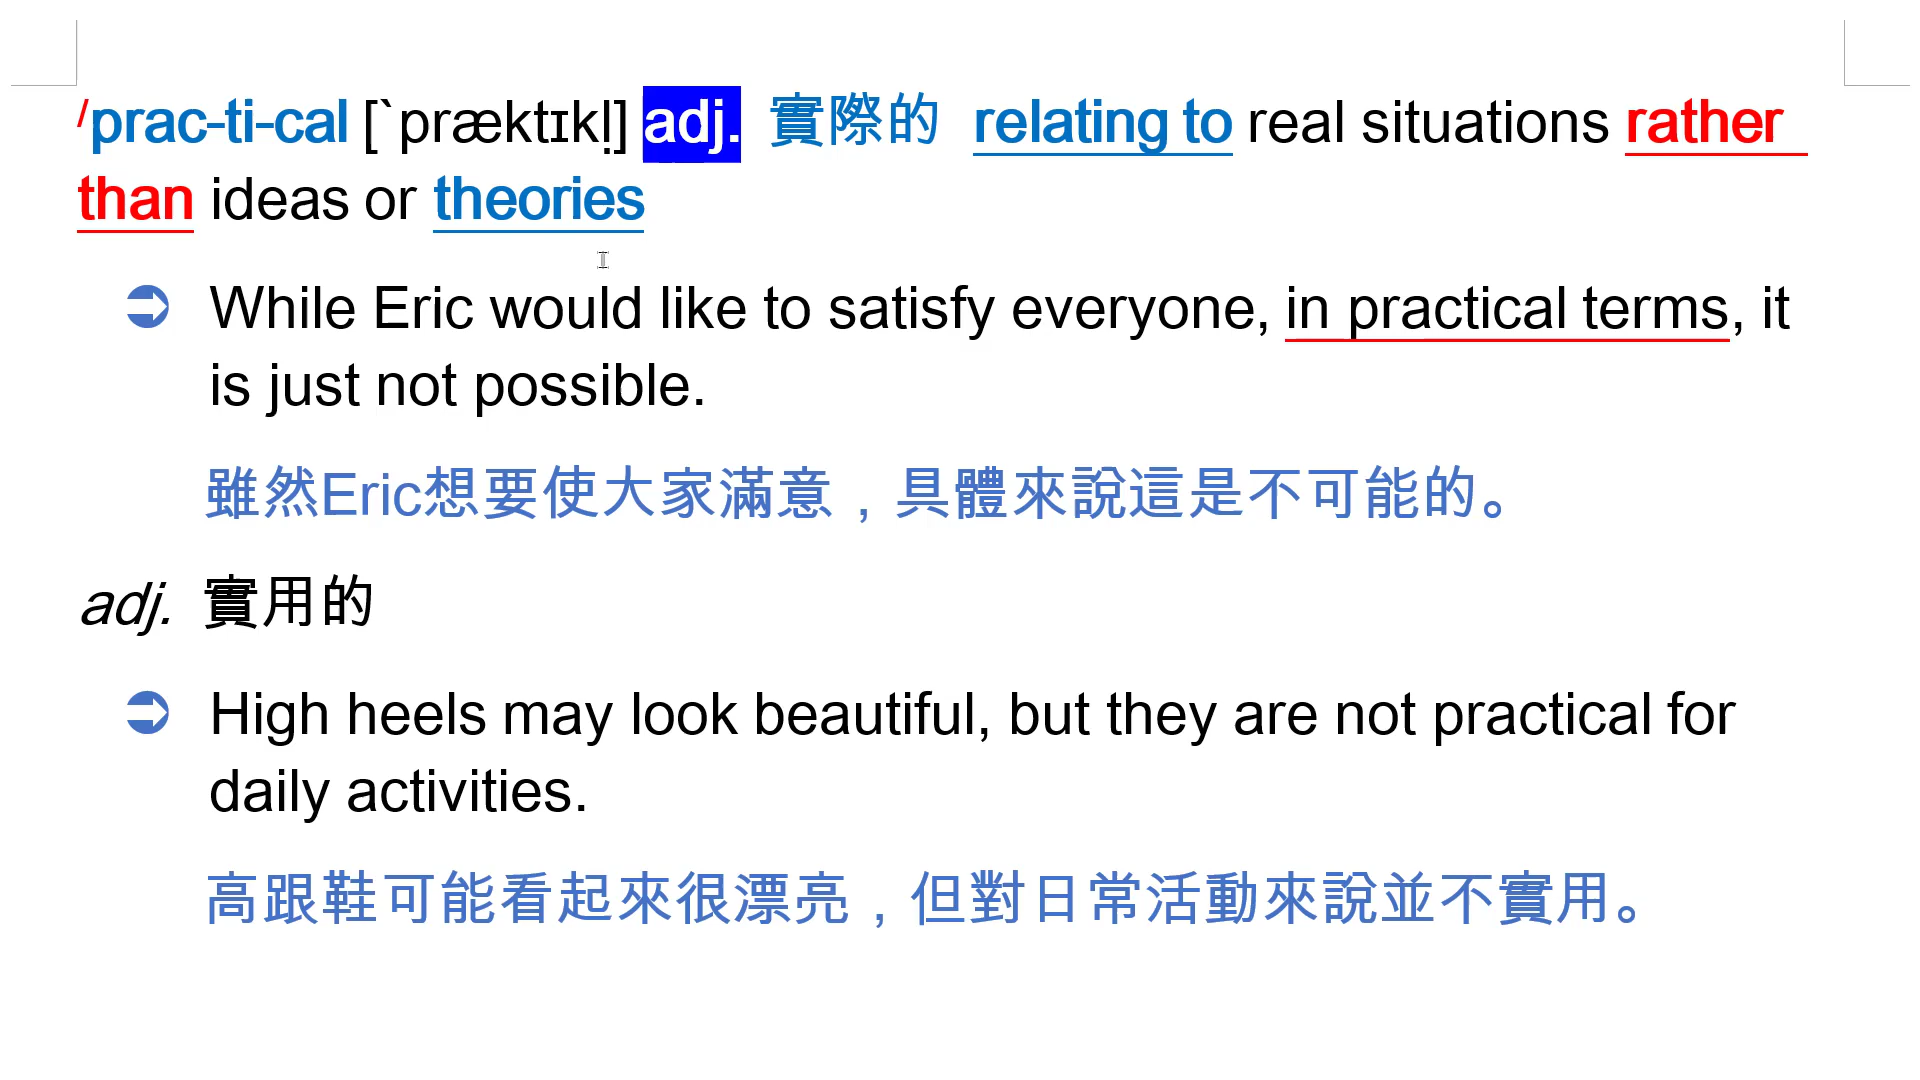 /prac-ti-cal [ˋpræktɪkḷ] adj. 實際的 relating to real situations rather
than ideas or theories
While Eric would like to satisfy everyone, in practical terms, it
is just not possible.
雖然Eric想要使大家滿意，具體來說這是不可能的。
adj. 實用的
High heels may look beautiful, but they are not practical for
daily activities.
高跟鞋可能看起來很漂亮，但對日常活動來說並不實用。